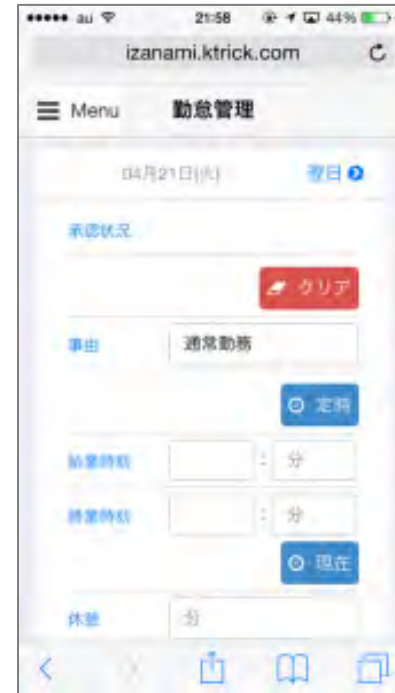 au 21:58 44%
izanami.ktrick.com
Menu 勤怠管理
04月21日(火) 翌日
承認状況
クリア
事由 通常勤務
定時
始業時刻 : 分
終業時刻 : 分
現在
休憩 分